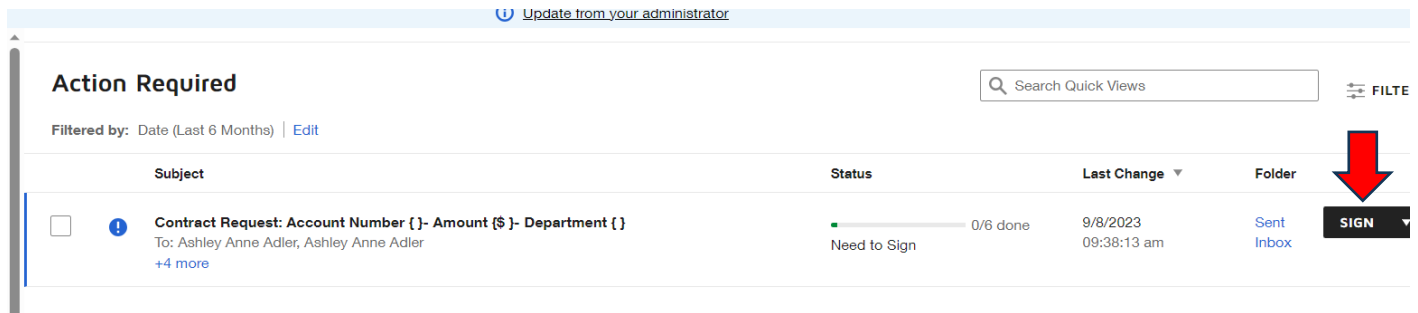 Update from your administrator
Action Required
Search Quick Views
FILTE
Filtered by: Date (Last 6 Months) | Edit
Subject Status Last Change Folder
Contract Request: Account Number { }- Amount {$ }- Department { } 0/6 done 9/8/2023 Sent SIGN
To: Ashley Anne Adler, Ashley Anne Adler Need to Sign 09:38:13 am Inbox
+4 more